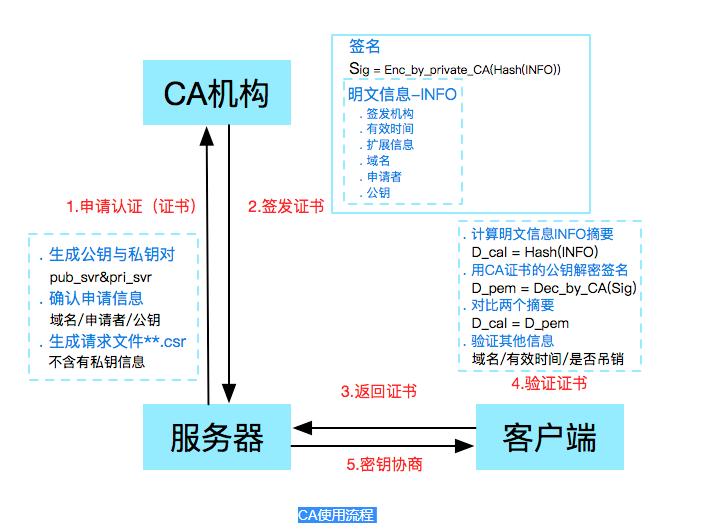 签名
Sig = Enc_by_private_CA(Hash(INFO))
明文信息-INFO
. 签发机构
. 有效时间
. 扩展信息
. 域名
. 申请者
. 公钥
CA机构
1.申请认证（证书）
2.签发证书
. 生成公钥与私钥对
pub_svr&pri_svr
. 确认申请信息
域名/申请者/公钥
. 生成请求文件**.csr
不含有私钥信息
. 计算明文信息INFO摘要
D_cal = Hash(INFO)
. 用CA证书的公钥解密签名
D_pem = Dec_by_CA(Sig)
. 对比两个摘要
D_cal = D_pem
. 验证其他信息
域名/有效时间/是否吊销
4.验证证书
3.返回证书
服务器
客户端
5.密钥协商
CA使用流程